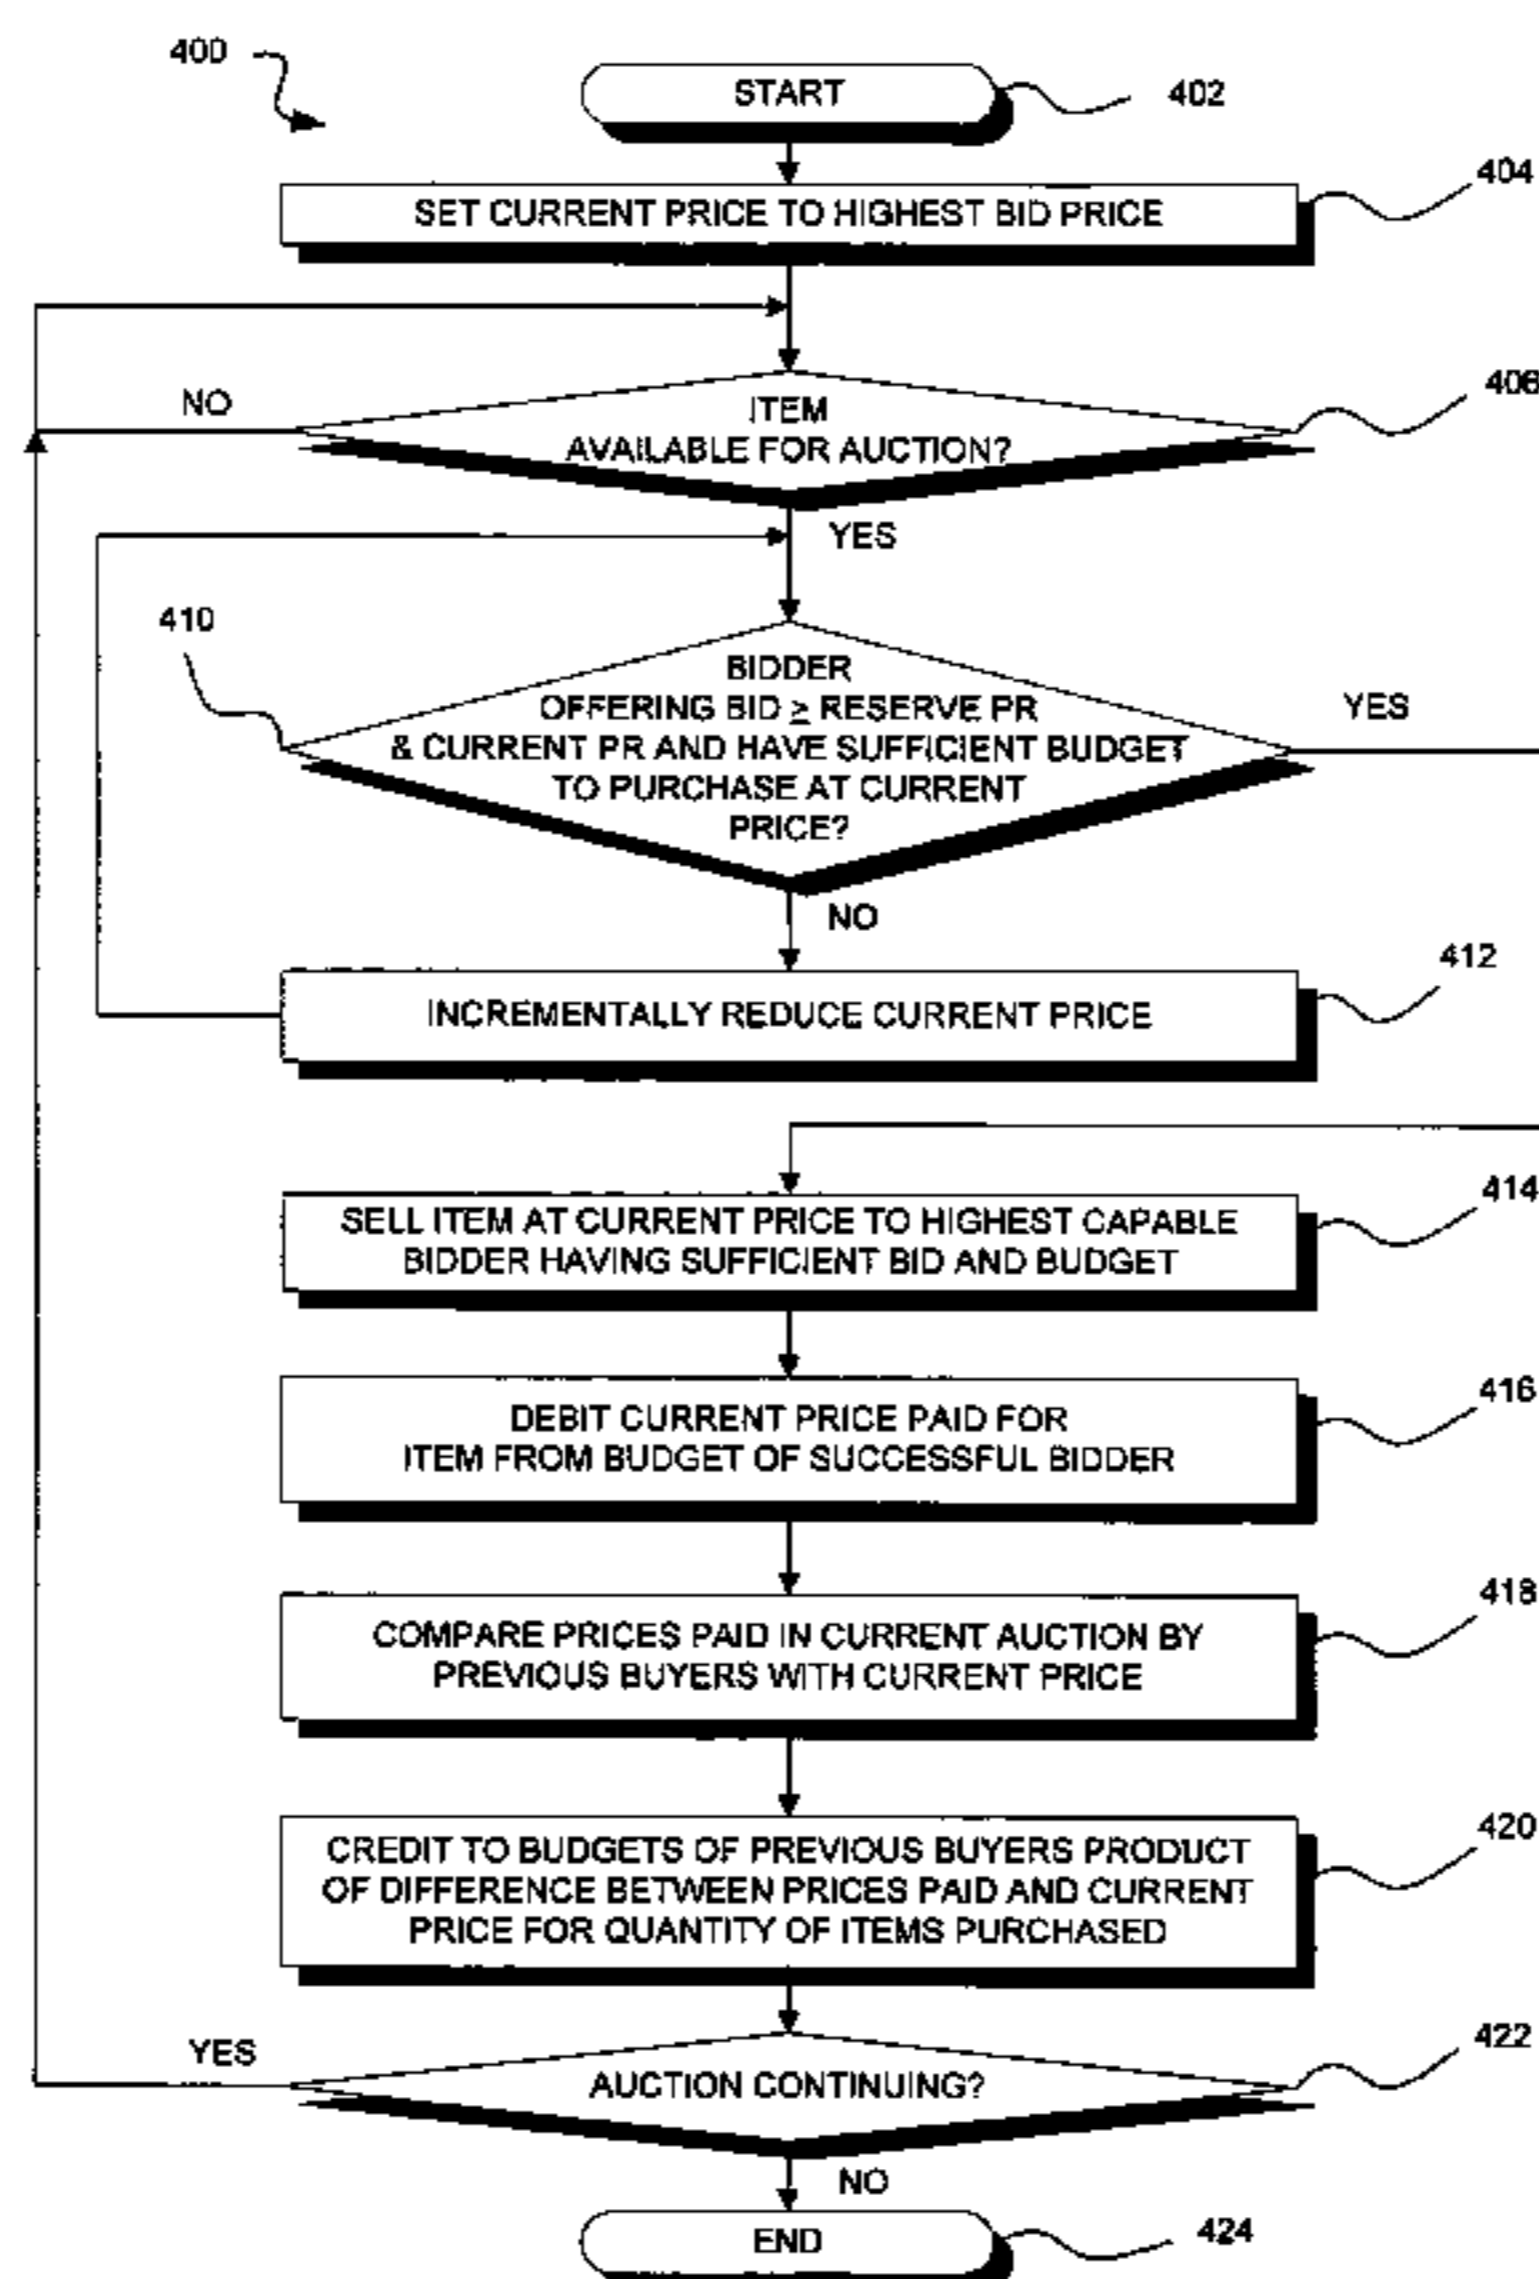 400
START
402
SET CURRENT PRICE TO HIGHEST BID PRICE
404
NO
ITEM
AVAILABLE FOR AUCTION?
406
YES
410
BIDDER
OFFERING BID ≥ RESERVE PR
& CURRENT PR AND HAVE SUFFICIENT BUDGET
TO PURCHASE AT CURRENT
PRICE?
YES
NO
INCREMENTALLY REDUCE CURRENT PRICE
412
SELL ITEM AT CURRENT PRICE TO HIGHEST CAPABLE
BIDDER HAVING SUFFICIENT BID AND BUDGET
414
DEBIT CURRENT PRICE PAID FOR
ITEM FROM BUDGET OF SUCCESSFUL BIDDER
416
COMPARE PRICES PAID IN CURRENT AUCTION BY
PREVIOUS BUYERS WITH CURRENT PRICE
418
CREDIT TO BUDGETS OF PREVIOUS BUYERS PRODUCT
OF DIFFERENCE BETWEEN PRICES PAID AND CURRENT
PRICE FOR QUANTITY OF ITEMS PURCHASED
420
YES
AUCTION CONTINUING?
422
NO
END
424